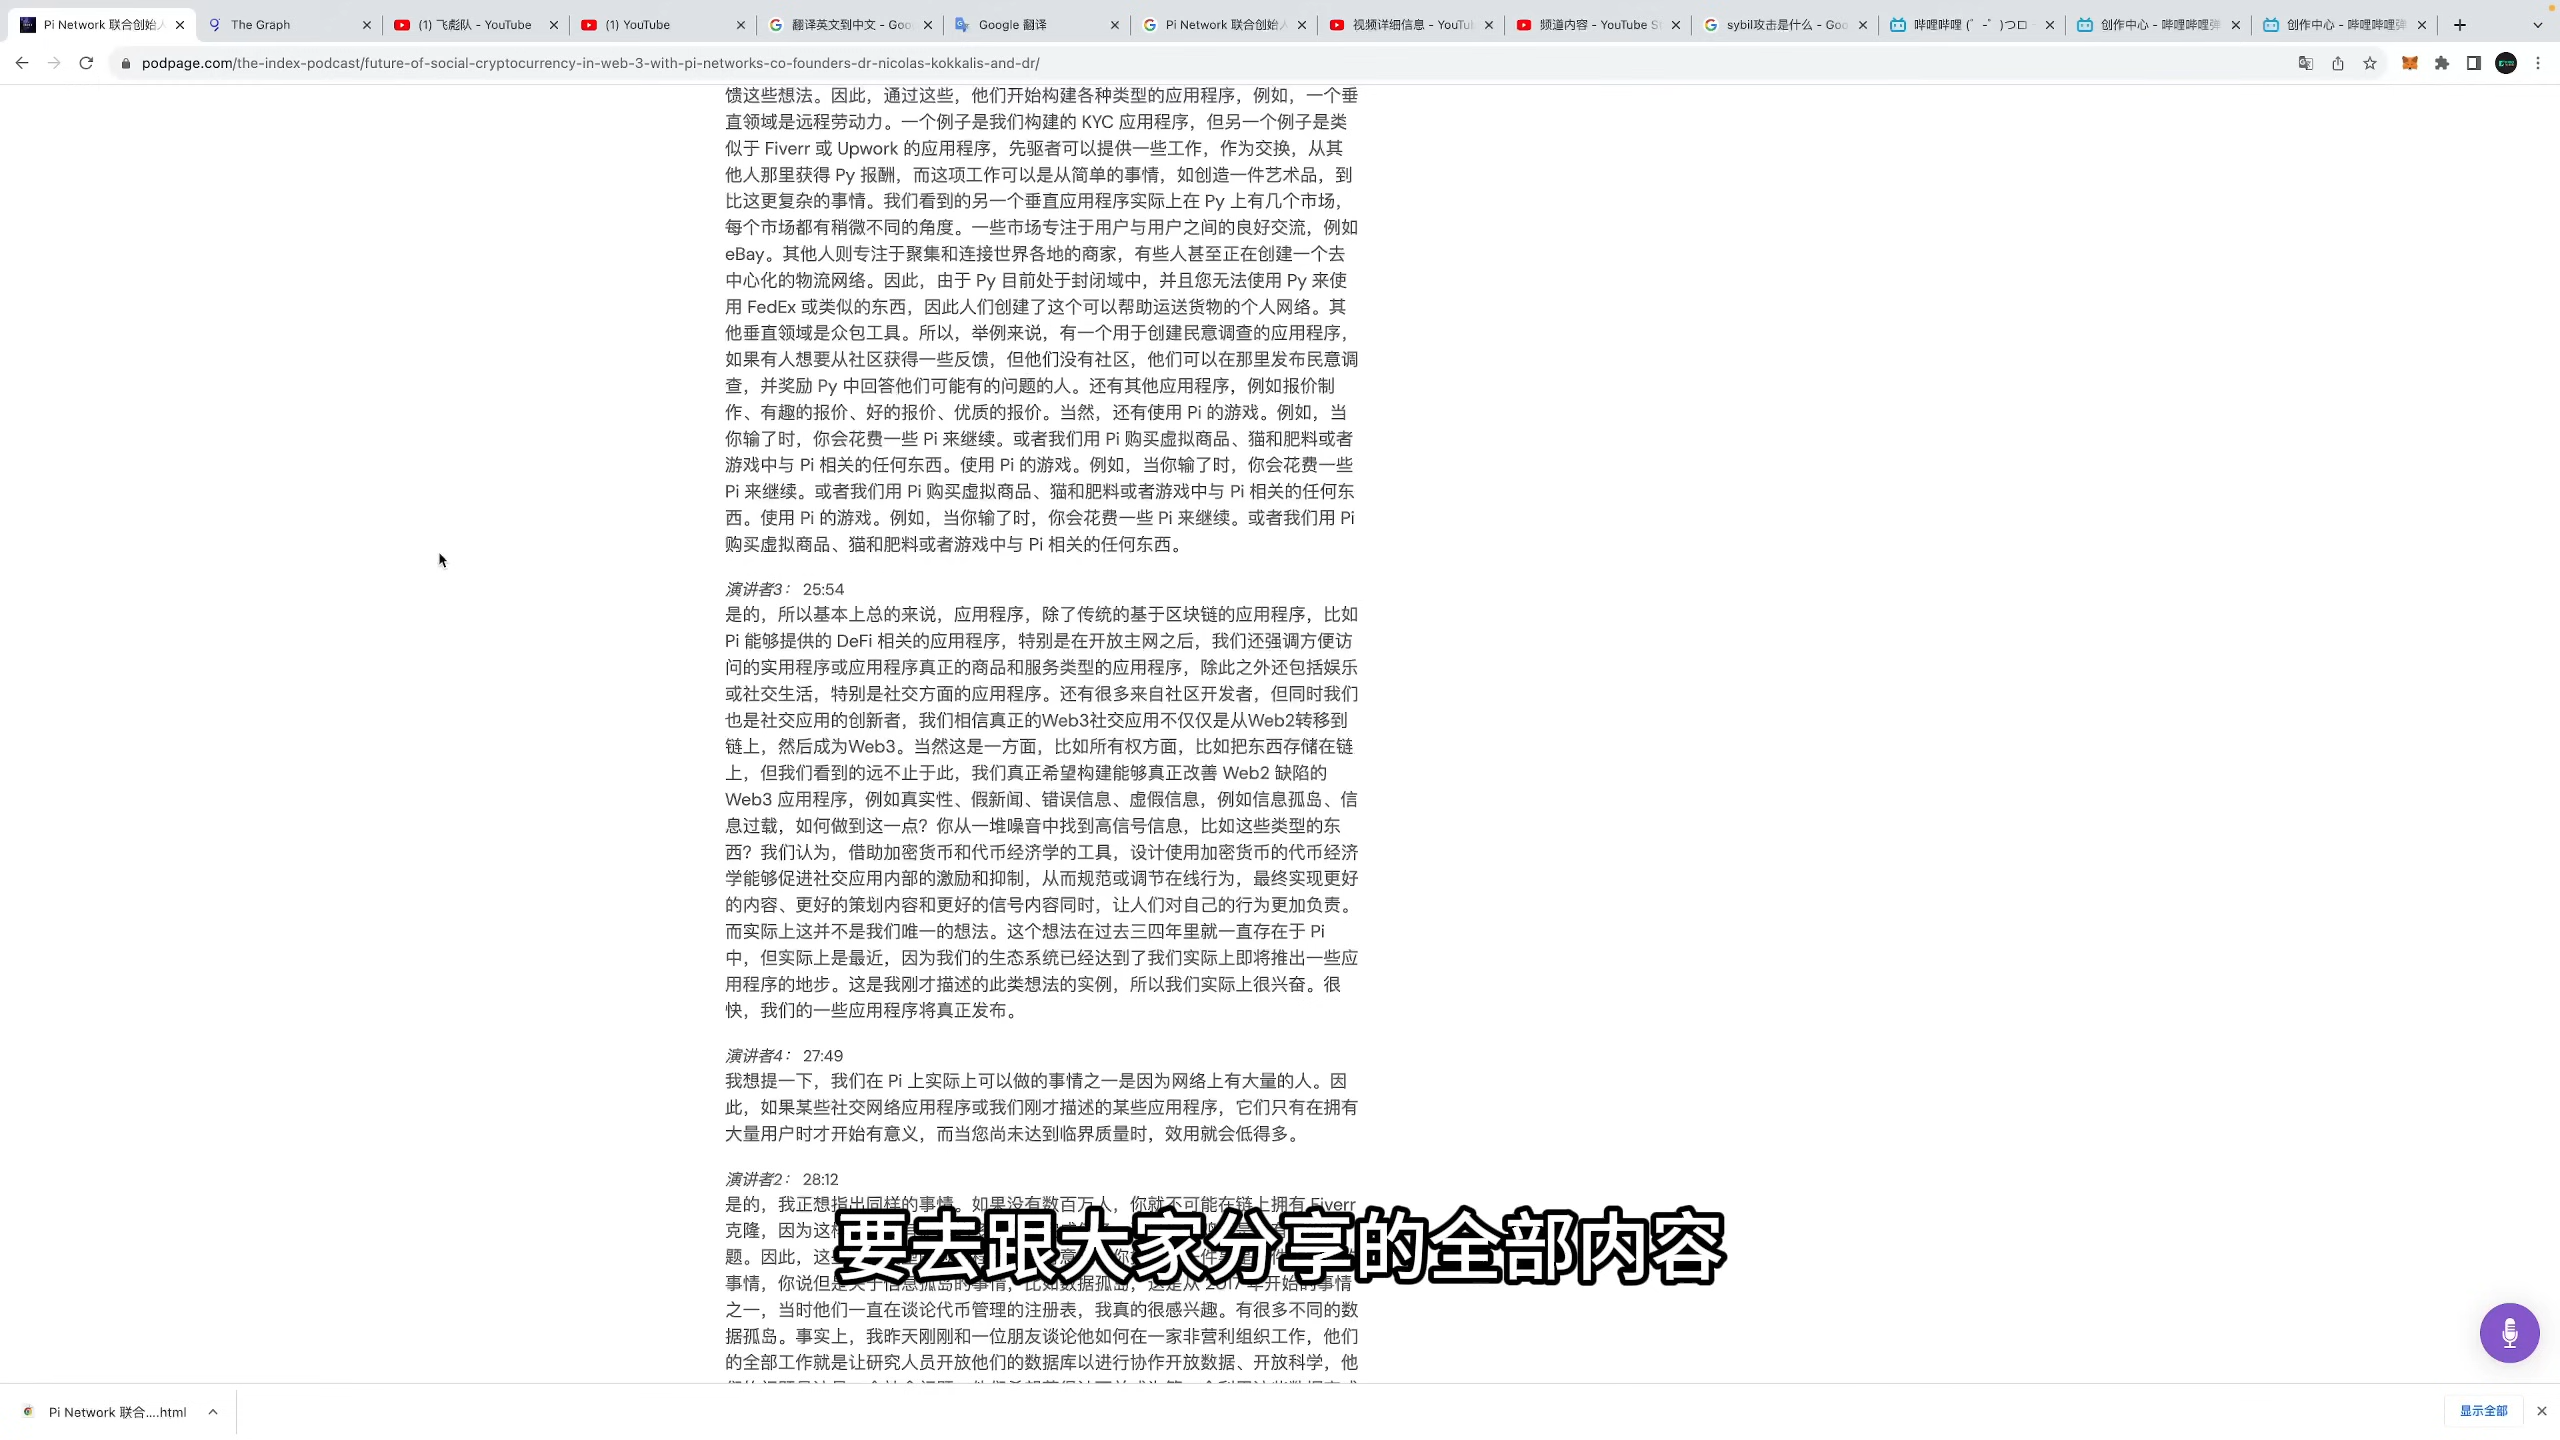 Pi Network 联合创始人
The Graph
(1) 飞彪队 - YouTube
(1) YouTube
翻译英文到中文 - Goo
Google 翻译
Pi Network 联合创始人
视频详细信息 - YouTu
频道内容 - YouTube S
sybil攻击是什么 - Goo
哔哩哔哩 (゜-゜)つロ
创作中心 - 哔哩哔哩弹
创作中心 - 哔哩哔哩弹
podpage.com/the-index-podcast/future-of-social-cryptocurrency-in-web-3-with-pi-networks-co-founders-dr-nicolas-kokkalis-and-dr/
馈这些想法。因此，通过这些，他们开始构建各种类型的应用程序，例如，一个垂
直领域是远程劳动力。一个例子是我们构建的 KYC 应用程序，但另一个例子是类
似于 Fiverr 或 Upwork 的应用程序，先驱者可以提供一些工作，作为交换，从其
他人那里获得 Py 报酬，而这项工作可以是从简单的事情，如创造一件艺术品，到
比这更复杂的事情。我们看到的另一个垂直应用程序实际上在 Py 上有几个市场，
每个市场都有稍微不同的角度。一些市场专注于用户与用户之间的良好交流，例如
eBay。其他人则专注于聚集和连接世界各地的商家，有些人甚至正在创建一个去
中心化的物流网络。因此，由于 Py 目前处于封闭域中，并且您无法使用 Py 来使
用 FedEx 或类似的东西，因此人们创建了这个可以帮助运送货物的个人网络。其
他垂直领域是众包工具。所以，举例来说，有一个用于创建民意调查的应用程序，
如果有人想要从社区获得一些反馈，但他们没有社区，他们可以在那里发布民意调
查，并奖励 Py 中回答他们可能有的问题的人。还有其他应用程序，例如报价制
作、有趣的报价、好的报价、优质的报价。当然，还有使用 Pi 的游戏。例如，当
你输了时，你会花费一些 Pi 来继续。或者我们用 Pi 购买虚拟商品、猫和肥料或者
游戏中与 Pi 相关的任何东西。使用 Pi 的游戏。例如，当你输了时，你会花费一些
Pi 来继续。或者我们用 Pi 购买虚拟商品、猫和肥料或者游戏中与 Pi 相关的任何东
西。使用 Pi 的游戏。例如，当你输了时，你会花费一些 Pi 来继续。或者我们用 Pi
购买虚拟商品、猫和肥料或者游戏中与 Pi 相关的任何东西。
演讲者3： 25:54
是的，所以基本上总的来说，应用程序，除了传统的基于区块链的应用程序，比如
Pi 能够提供的 DeFi 相关的应用程序，特别是在开放主网之后，我们还强调方便访
问的实用程序或应用程序真正的商品和服务类型的应用程序，除此之外还包括娱乐
或社交生活，特别是社交方面的应用程序。还有很多来自社区开发者，但同时我们
也是社交应用的创新者，我们相信真正的Web3社交应用不仅仅是从Web2转移到
链上，然后成为Web3。当然这是一方面，比如所有权方面，比如把东西存储在链
上，但我们看到的远不止于此，我们真正希望构建能够真正改善 Web2 缺陷的
Web3 应用程序，例如真实性、假新闻、错误信息、虚假信息，例如信息孤岛、信
息过载，如何做到这一点？你从一堆噪音中找到高信号信息，比如这些类型的东
西？我们认为，借助加密货币和代币经济学的工具，设计使用加密货币的代币经济
学能够促进社交应用内部的激励和抑制，从而规范或调节在线行为，最终实现更好
的内容、更好的策划内容和更好的信号内容同时，让人们对自己的行为更加负责。
而实际上这并不是我们唯一的想法。这个想法在过去三四年里就一直存在于 Pi
中，但实际上是最近，因为我们的生态系统已经达到了我们实际上即将推出一些应
用程序的地步。这是我刚才描述的此类想法的实例，所以我们实际上很兴奋。很
快，我们的一些应用程序将真正发布。
演讲者4： 27:49
我想提一下，我们在 Pi 上实际上可以做的事情之一是因为网络上有大量的人。因
此，如果某些社交网络应用程序或我们刚才描述的某些应用程序，它们只有在拥有
大量用户时才开始有意义，而当您尚未达到临界质量时，效用就会低得多。
演讲者2： 28:12
是的，我正想指出同样的事情。如果没有数百万人，你就不可能在链上拥有 Fiverr
克隆，因为这
题。因此，这
事情，你说但是关于信息孤岛的事情，比如数据孤岛，这是从 2017 年开始的事情
要去跟大家分享的全部内容
之一，当时他们一直在谈论代币管理的注册表，我真的很感兴趣。有很多不同的数
据孤岛。事实上，我昨天刚刚和一位朋友谈论他如何在一家非营利组织工作，他们
的全部工作就是让研究人员开放他们的数据库以进行协作开放数据、开放科学，他
Pi Network 联合....html
显示全部